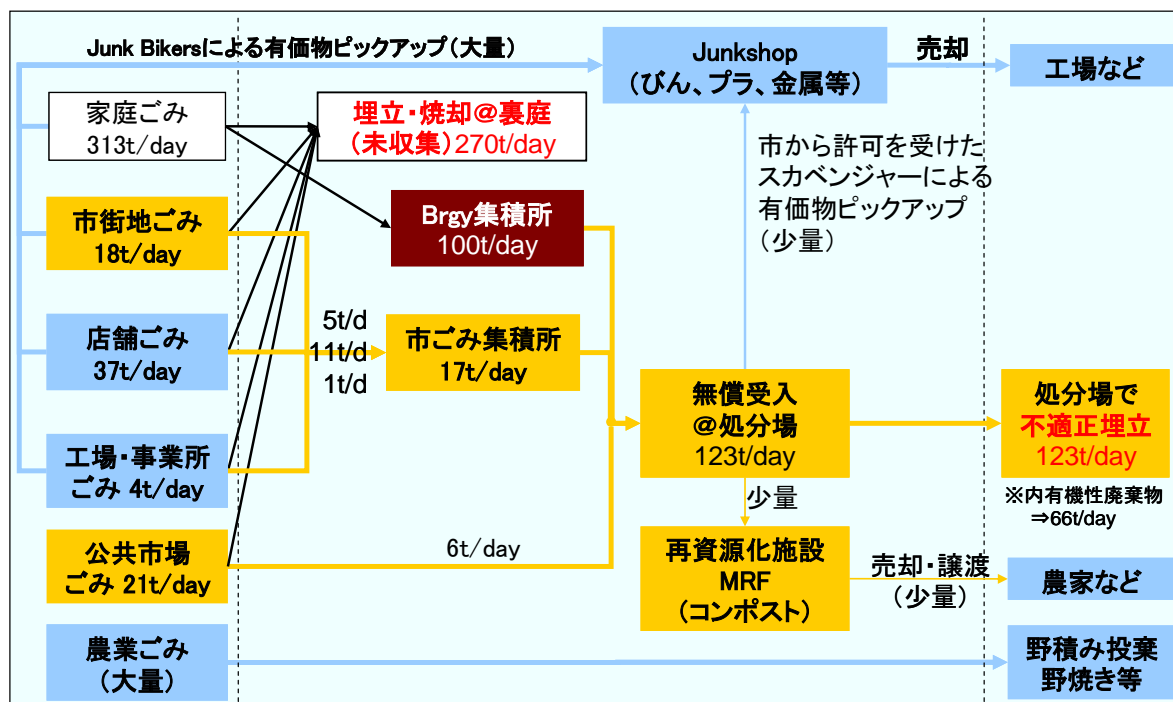 Junk Bikersによる有価物ピックアップ（大量）
Junkshop
（びん、プラ、金属等）
売却
工場など
家庭ごみ
313t/day
埋立・焼却＠裏庭
（未収集）270t/day
市から許可を受けた
スカベンジャーによる
有価物ピックアップ
（少量）
市街地ごみ
18t/day
Brgy集積所
100t/day
店舗ごみ
37t/day
5t/d
11t/d
1t/d
市ごみ集積所
17t/day
無償受入
＠処分場
123t/day
処分場で
不適正埋立
123t/day
※内有機性廃棄物
⇒66t/day
工場・事業所
ごみ 4t/day
少量
公共市場
ごみ 21t/day
6t/day
再資源化施設
MRF
（コンポスト）
売却・譲渡
（少量）
農家など
農業ごみ
（大量）
野積み投棄
野焼き等